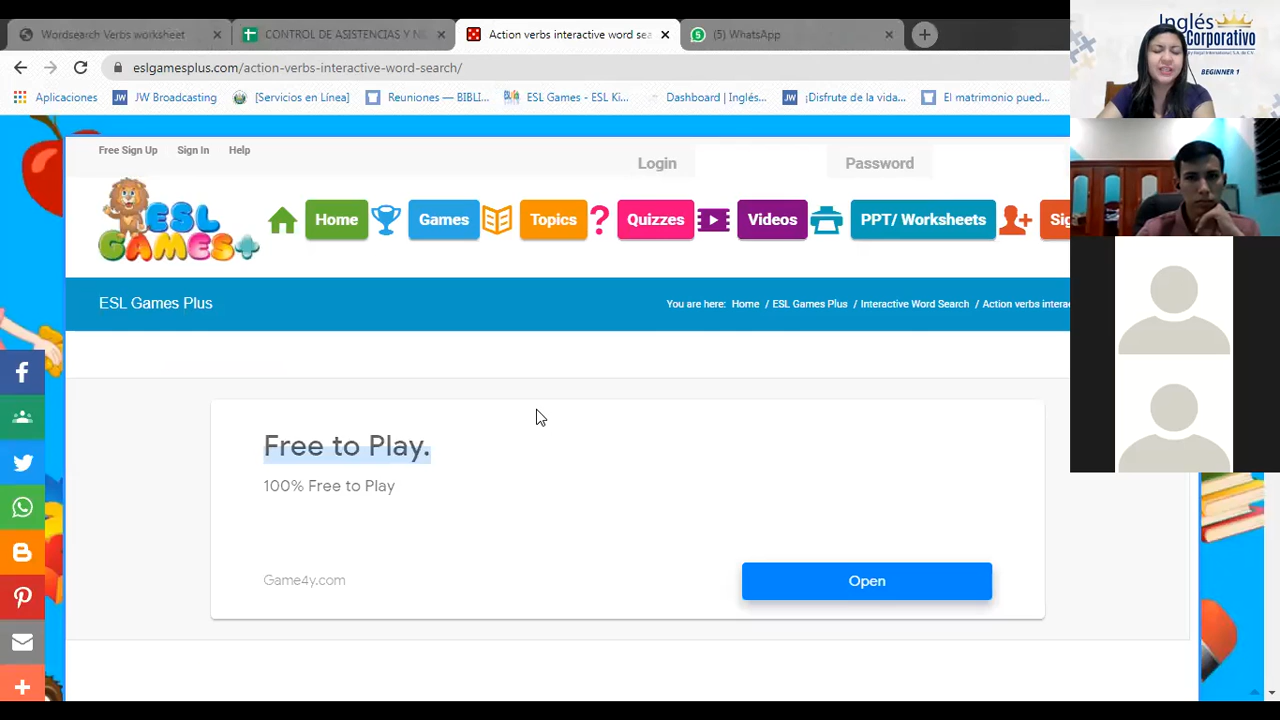 Wordsearch Verbs worksheet
CONTROL DE ASISTENCIAS Y NI
Action verbs interactive word sea
(5) WhatsApp
eslgamesplus.com/action-verbs-interactive-word-search/
Aplicaciones
JW Broadcasting
[Servicios en Línea]
Reuniones — BIBLI...
ESL Games - ESL Ki...
Dashboard | Inglés...
¡Disfrute de la vida...
El matrimonio pued...
Inglés
Corporativo
BEGINNER 1
Free Sign Up
Sign In
Help
Login
Password
ESL
GAMES+
Home
Games
Topics
Quizzes
Videos
PPT/ Worksheets
ESL Games Plus
You are here: Home / ESL Games Plus / Interactive Word Search / Action verbs intera
Free to Play.
100% Free to Play
Game4y.com
Open